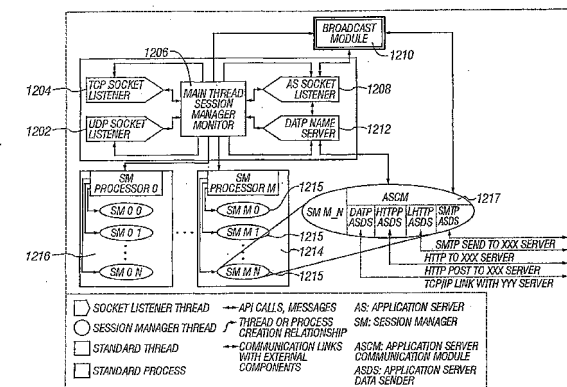 BROADCAST
MODULE
1210
1206
1204
TCP SOCKET
LISTENER
MAIN THREAD
SESSION
MANAGER
MONITOR
AS SOCKET
LISTENER
1208
1202
UDP SOCKET
LISTENER
DATP NAME
SERVER
1212
SM
PROCESSOR 0
SM 0 0
SM 0 1
SM 0 N
1216
SM
PROCESSOR M
SM M 0
SM M 1
SM M N
1215
1215
1214
1215
ASCM
1217
SM M_N
DATP
ASDS
HTTPP
ASDS
LHTTP
ASDS
SMTP
ASDS
SMTP SEND TO XXX SERVER
HTTP TO XXX SERVER
HTTP POST TO XXX SERVER
TCP/IP LINK WITH YYY SERVER
SOCKET LISTENER THREAD
SESSION MANAGER THREAD
STANDARD THREAD
STANDARD PROCESS
API CALLS, MESSAGES
THREAD OR PROCESS
CREATION RELATIONSHIP
COMMUNICATION LINKS
WITH EXTERNAL
COMPONENTS
AS: APPLICATION SERVER
SM: SESSION MANAGER
ASCM: APPLICATION SERVER
COMMUNICATION MODULE
ASDS: APPLICATION SERVER
DATA SENDER